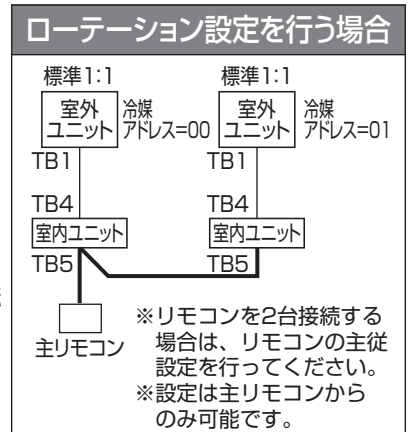 ローテーション設定を行う場合
標準1:1 標準1:1
室外ユニット 冷媒アドレス=00 室外ユニット 冷媒アドレス=01
TB1 TB1
TB4 TB4
室内ユニット 室内ユニット
TB5 TB5
主リモコン
※リモコンを2台接続する
場合は、リモコンの主従
設定を行ってください。
※設定は主リモコンから
のみ可能です。